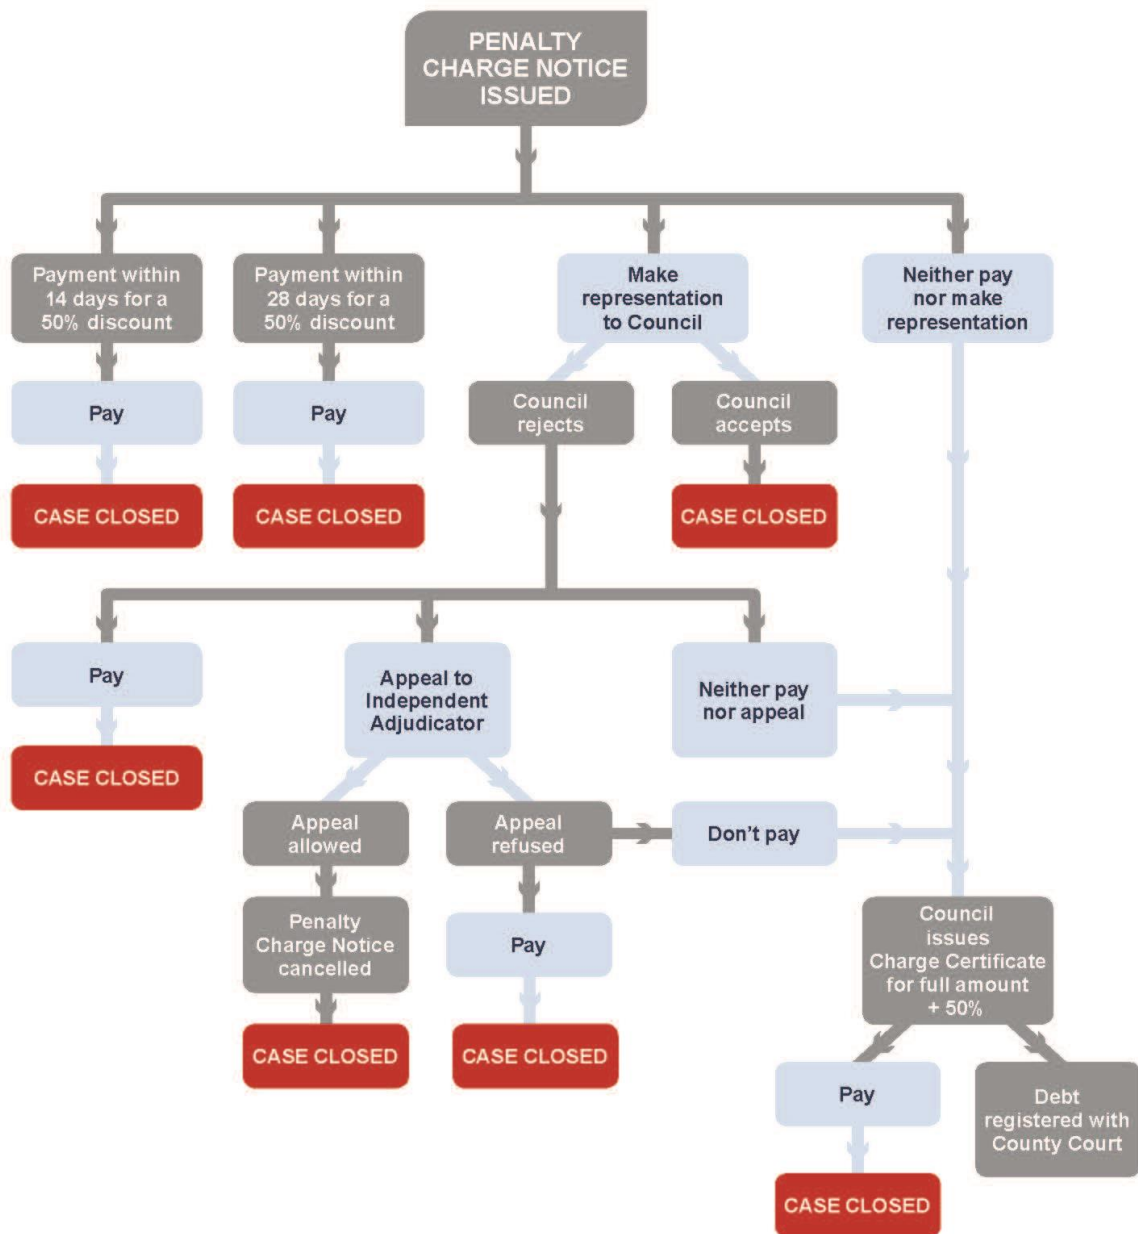 PENALTY
CHARGE NOTICE
ISSUED
Payment within
14 days for a
50% discount
Payment within
28 days for a
50% discount
Make
representation
to Council
Neither pay
nor make
representation
Pay
Pay
Council
rejects
Council
accepts
CASE CLOSED
CASE CLOSED
CASE CLOSED
Pay
Appeal to
Independent
Adjudicator
Neither pay
nor appeal
CASE CLOSED
Appeal
allowed
Appeal
refused
Don't pay
Penalty
Charge Notice
cancelled
Pay
Council
issues
Charge Certificate
for full amount
+ 50%
CASE CLOSED
CASE CLOSED
Pay
Debt
registered with
County Court
CASE CLOSED